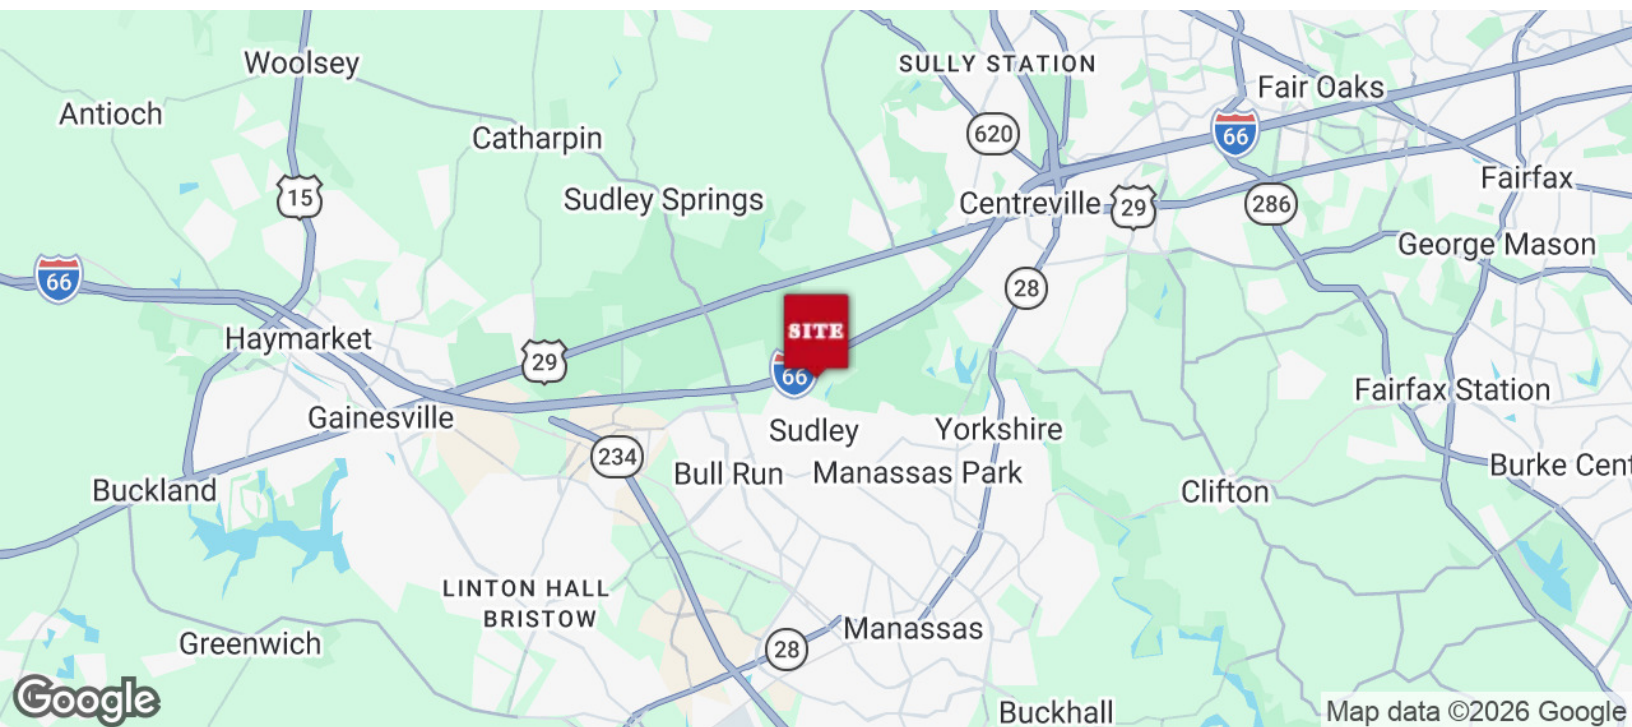 Woolsey
SULLY STATION
Fair Oaks
Antioch
Catharpin
620
66
15
Sudley Springs
Centreville
29
286
Fairfax
George Mason
66
28
SITE
Haymarket
29
66
Fairfax Station
Gainesville
Sudley
Yorkshire
234
Bull Run
Manassas Park
Burke Cent
Buckland
Clifton
LINTON HALL
BRISTOW
Greenwich
28
Manassas
Google
Buckhall
Map data ©2026 Google